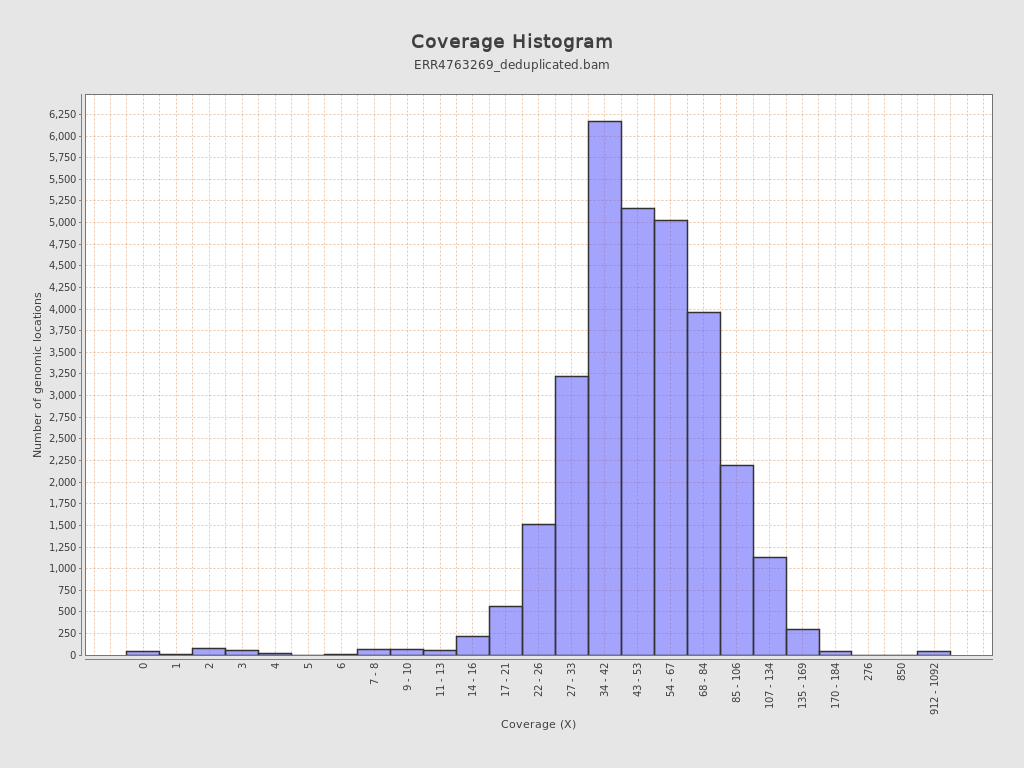 Coverage Histogram
ERR4763269_deduplicated.bam
Number of genomic locations
6,250
6,000
5,750
5,500
5,250
5,000
4,750
4,500
4,250
4,000
3,750
3,500
3,250
3,000
2,750
2,500
2,250
2,000
1,750
1,500
1,250
1,000
750
500
250
0
0
1
2
3
4
5
6
7 - 8
9 - 10
11 - 13
14 - 16
17 - 21
22 - 26
27 - 33
34 - 42
43 - 53
54 - 67
68 - 84
85 - 106
107 - 134
135 - 169
170 - 184
276
850
912 - 1092
Coverage (X)